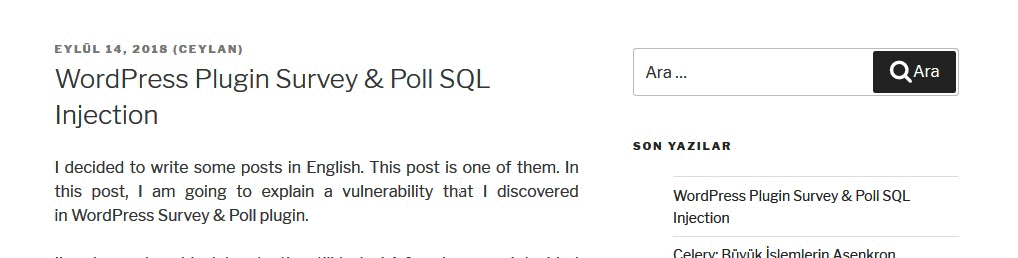 EYLÜL 14, 2018 (CEYLAN)
WordPress Plugin Survey & Poll SQL
Injection
I decided to write some posts in English. This post is one of them. In
this post, I am going to explain a vulnerability that I discovered
in WordPress Survey & Poll plugin.
Ara ...
Ara
SON YAZILAR
WordPress Plugin Survey & Poll SQL
Injection
Celery: Büyük İşlemlerin Asenkron